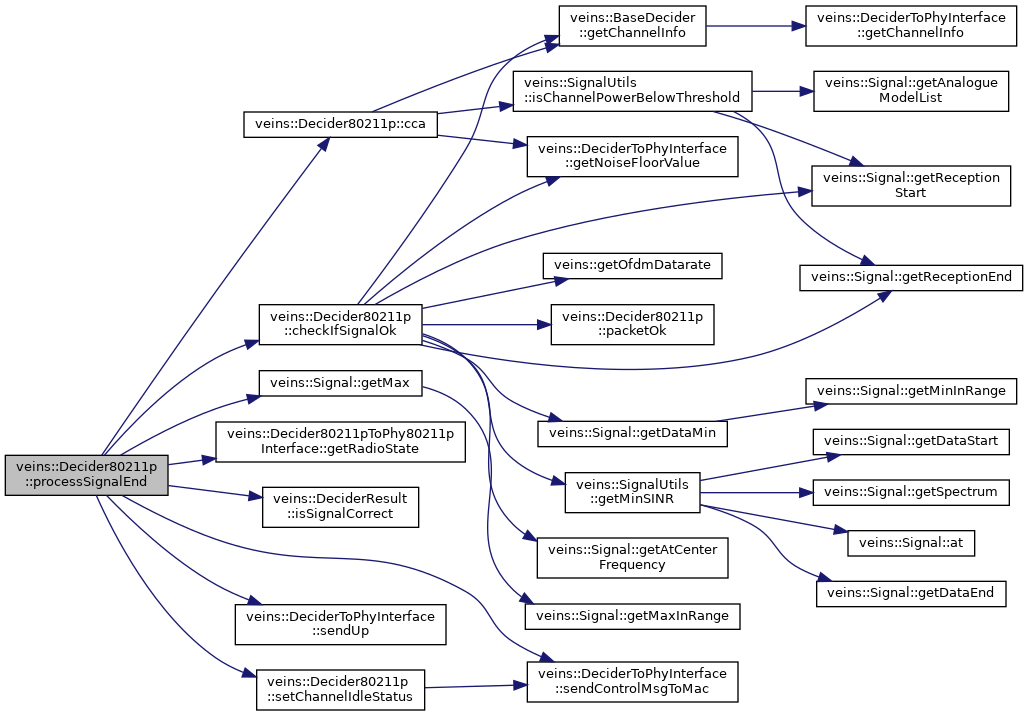 veins::Decider80211p
::processSignalEnd
veins::Decider80211p::cca
veins::Decider80211p
::checkIfSignalOk
veins::Signal::getMax
veins::Decider80211pToPhy80211p
Interface::getRadioState
veins::DeciderResult
::isSignalCorrect
veins::DeciderToPhyInterface
::sendUp
veins::Decider80211p
::setChannelIdleStatus
veins::BaseDecider
::getChannelInfo
veins::SignalUtils
::isChannelPowerBelowThreshold
veins::DeciderToPhyInterface
::getNoiseFloorValue
veins::getOfdmDatarate
veins::Decider80211p
::packetOk
veins::Signal::getDataMin
veins::SignalUtils
::getMinSINR
veins::Signal::getAtCenter
Frequency
veins::Signal::getMaxInRange
veins::DeciderToPhyInterface
::sendControlMsgToMac
veins::DeciderToPhyInterface
::getChannelInfo
veins::Signal::getAnalogue
ModelList
veins::Signal::getReception
Start
veins::Signal::getReceptionEnd
veins::Signal::getMinInRange
veins::Signal::getDataStart
veins::Signal::getSpectrum
veins::Signal::at
veins::Signal::getDataEnd